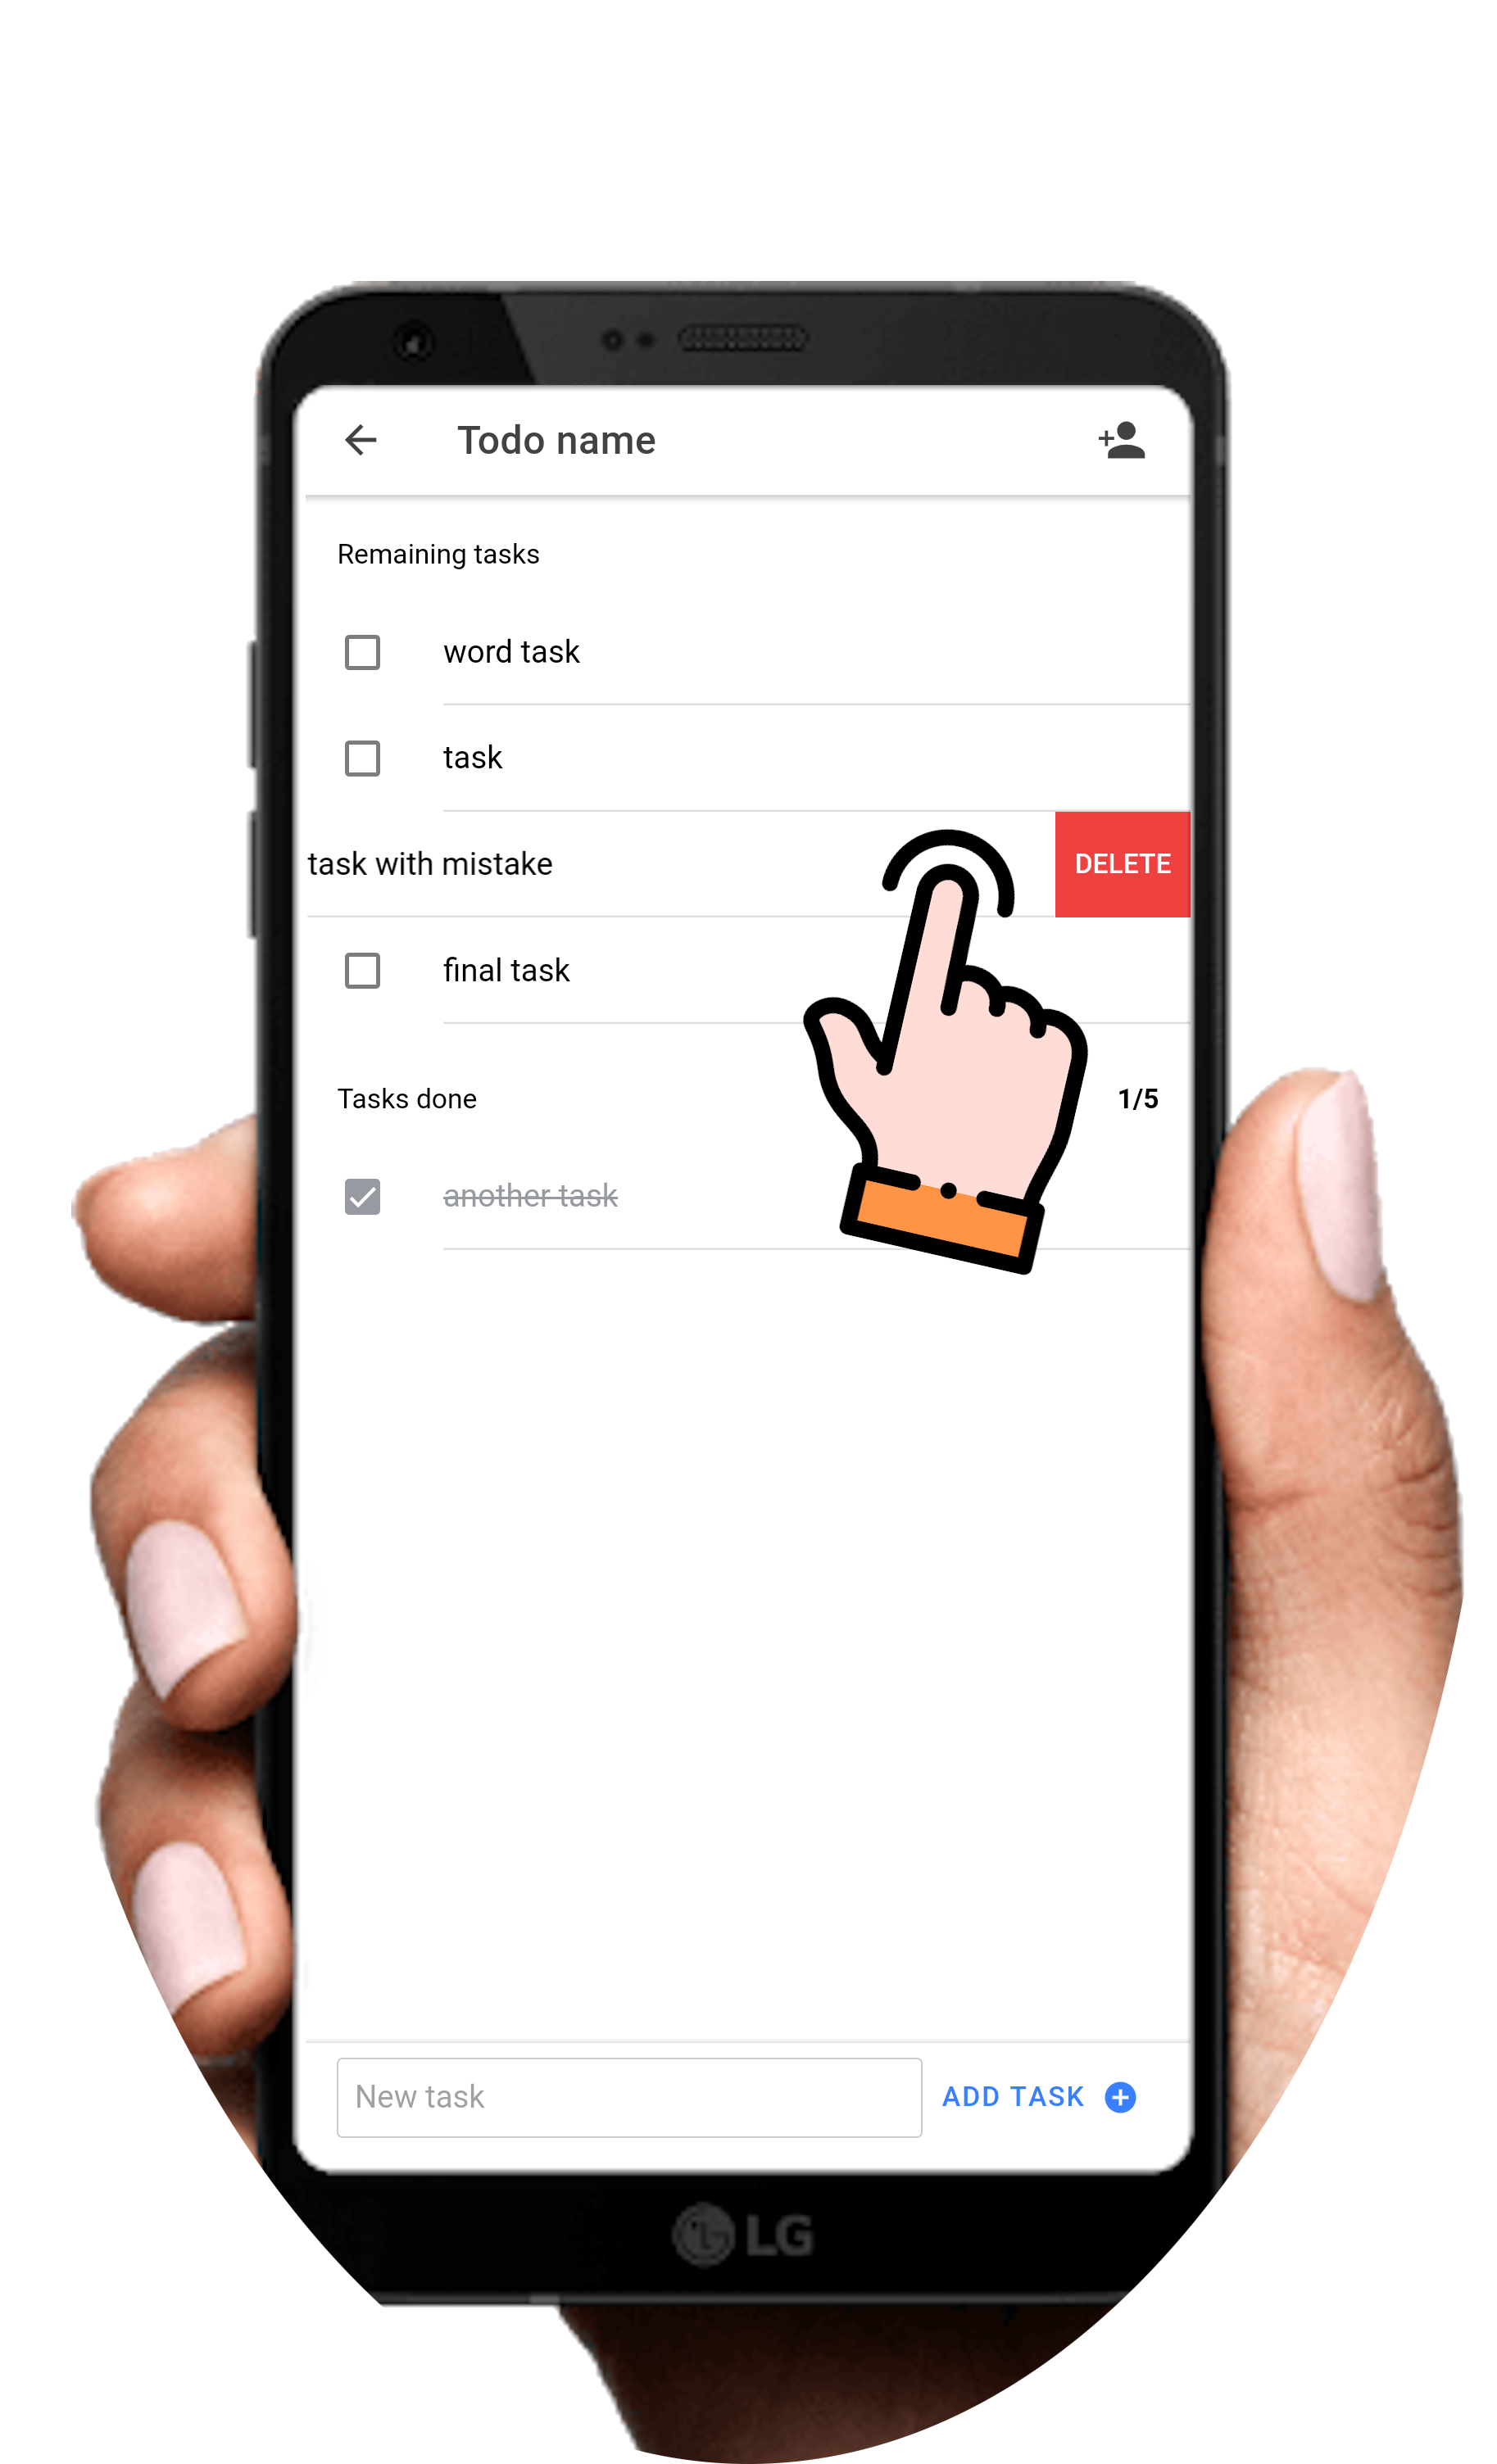 Todo name
Remaining tasks
word task
task
task with mistake
DELETE
final task
Tasks done
1/5
another task
New task
ADD TASK
LG